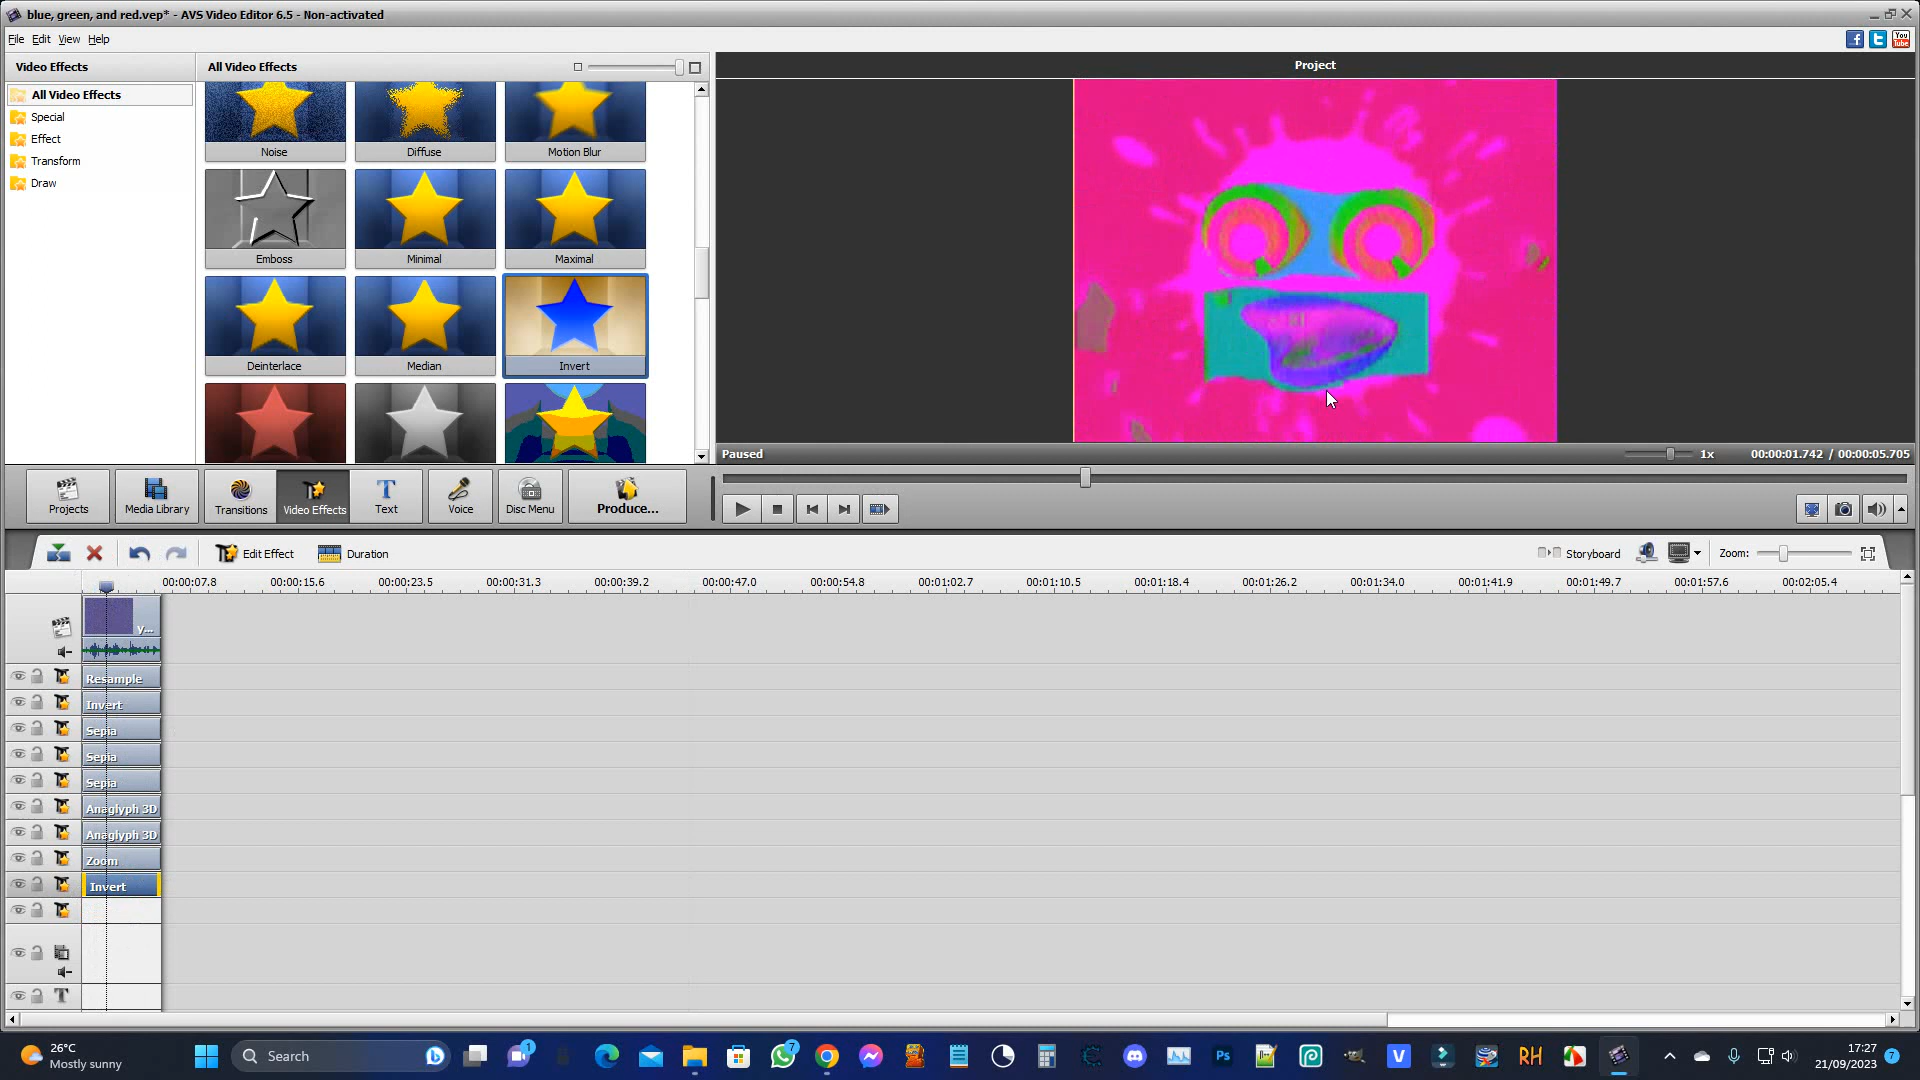 blue, green, and red.vep* - AVS Video Editor 6.5 - Non-activated
File Edit View Help
Video Effects
All Video Effects
Project
All Video Effects
Special
Effect
Transform
Draw
Noise
Diffuse
Motion Blur
Emboss
Minimal
Maximal
Deinterlace
Median
Invert
Paused
1x
00:00:01.742 / 00:00:05.705
Projects
Media Library
Transitions
Video Effects
Text
Voice
Disc Menu
Produce...
Edit Effect
Duration
Storyboard
Zoom:
00:00:07.8 00:00:15.6 00:00:23.5 00:00:31.3 00:00:39.2 00:00:47.0 00:00:54.8 00:01:02.7 00:01:10.5 00:01:18.4 00:01:26.2 00:01:34.0 00:01:41.9 00:01:49.7 00:01:57.6 00:02:05.4
y...
Resample
Invert
Sepia
Sepia
Sepia
Anaglyph 3D
Anaglyph 3D
Zoom
Invert
26°C
Mostly sunny
Search
17:27
21/09/2023